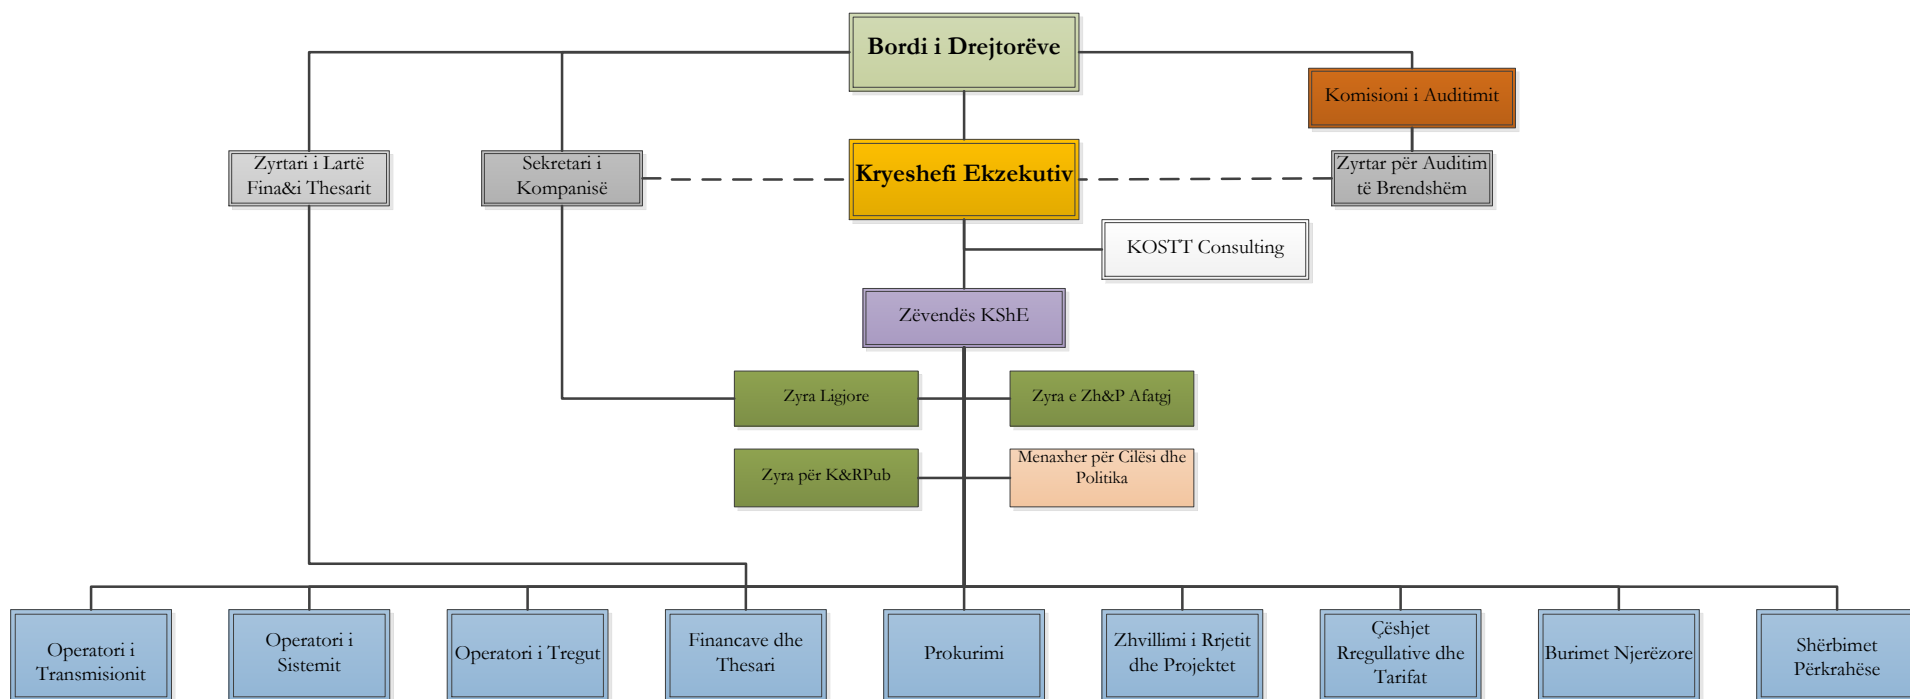 Bordi i Drejtorëve
Komisioni i Auditimit
Zyrtari i Lartë
Fina&i Thesarit
Sekretari i
Kompanisë
Kryeshefi Ekzekutiv
Zyrtar për Auditim
të Brendshëm
KOSTT Consulting
Zëvendës KShE
Zyra Ligjore
Zyra e Zh&P Afatgj
Zyra për K&RPub
Menaxher për Cilësi dhe
Politika
Operatori i
Transmisionit
Operatori i
Sistemit
Operatori i Tregut
Financave dhe
Thesari
Prokurimi
Zhvillimi i Rrjetit
dhe Projektet
Çështjet
Rregullative dhe
Tarifat
Burimet Njerëzore
Shërbimet
Përkrahëse